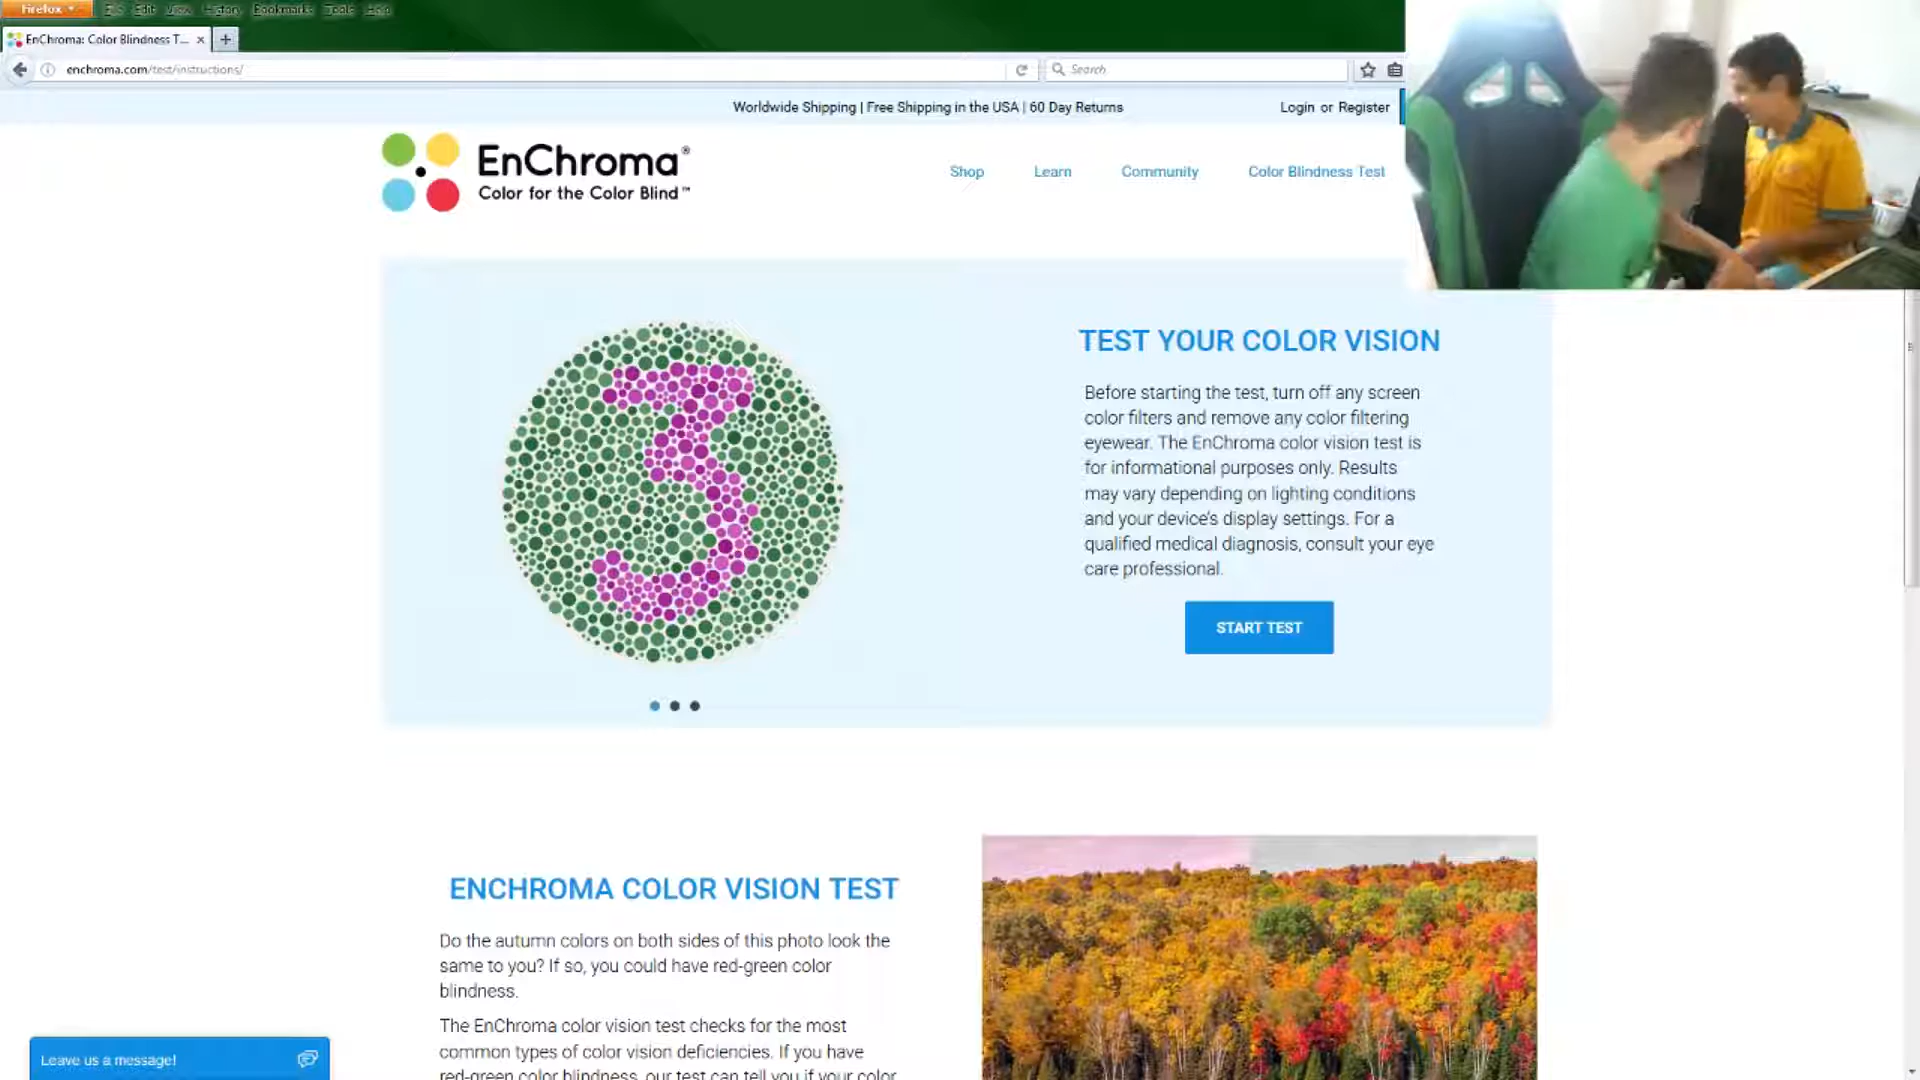 Firefox
File Edit View History Bookmarks Tools Help
EnChroma: Color Blindness T...
enchroma.com/test/instructions/
Search
Worldwide Shipping | Free Shipping in the USA | 60 Day Returns
Login or Register
EnChroma®
Color for the Color Blind™
Shop
Learn
Community
Color Blindness Test
3
TEST YOUR COLOR VISION
Before starting the test, turn off any screen
color filters and remove any color filtering
eyewear. The EnChroma color vision test is
for informational purposes only. Results
may vary depending on lighting conditions
and your device's display settings. For a
qualified medical diagnosis, consult your eye
care professional.
START TEST
ENCHROMA COLOR VISION TEST
Do the autumn colors on both sides of this photo look the
same to you? If so, you could have red-green color
blindness.
The EnChroma color vision test checks for the most
common types of color vision deficiencies. If you have
red-green color blindness, our test can tell you if your color
Leave us a message!